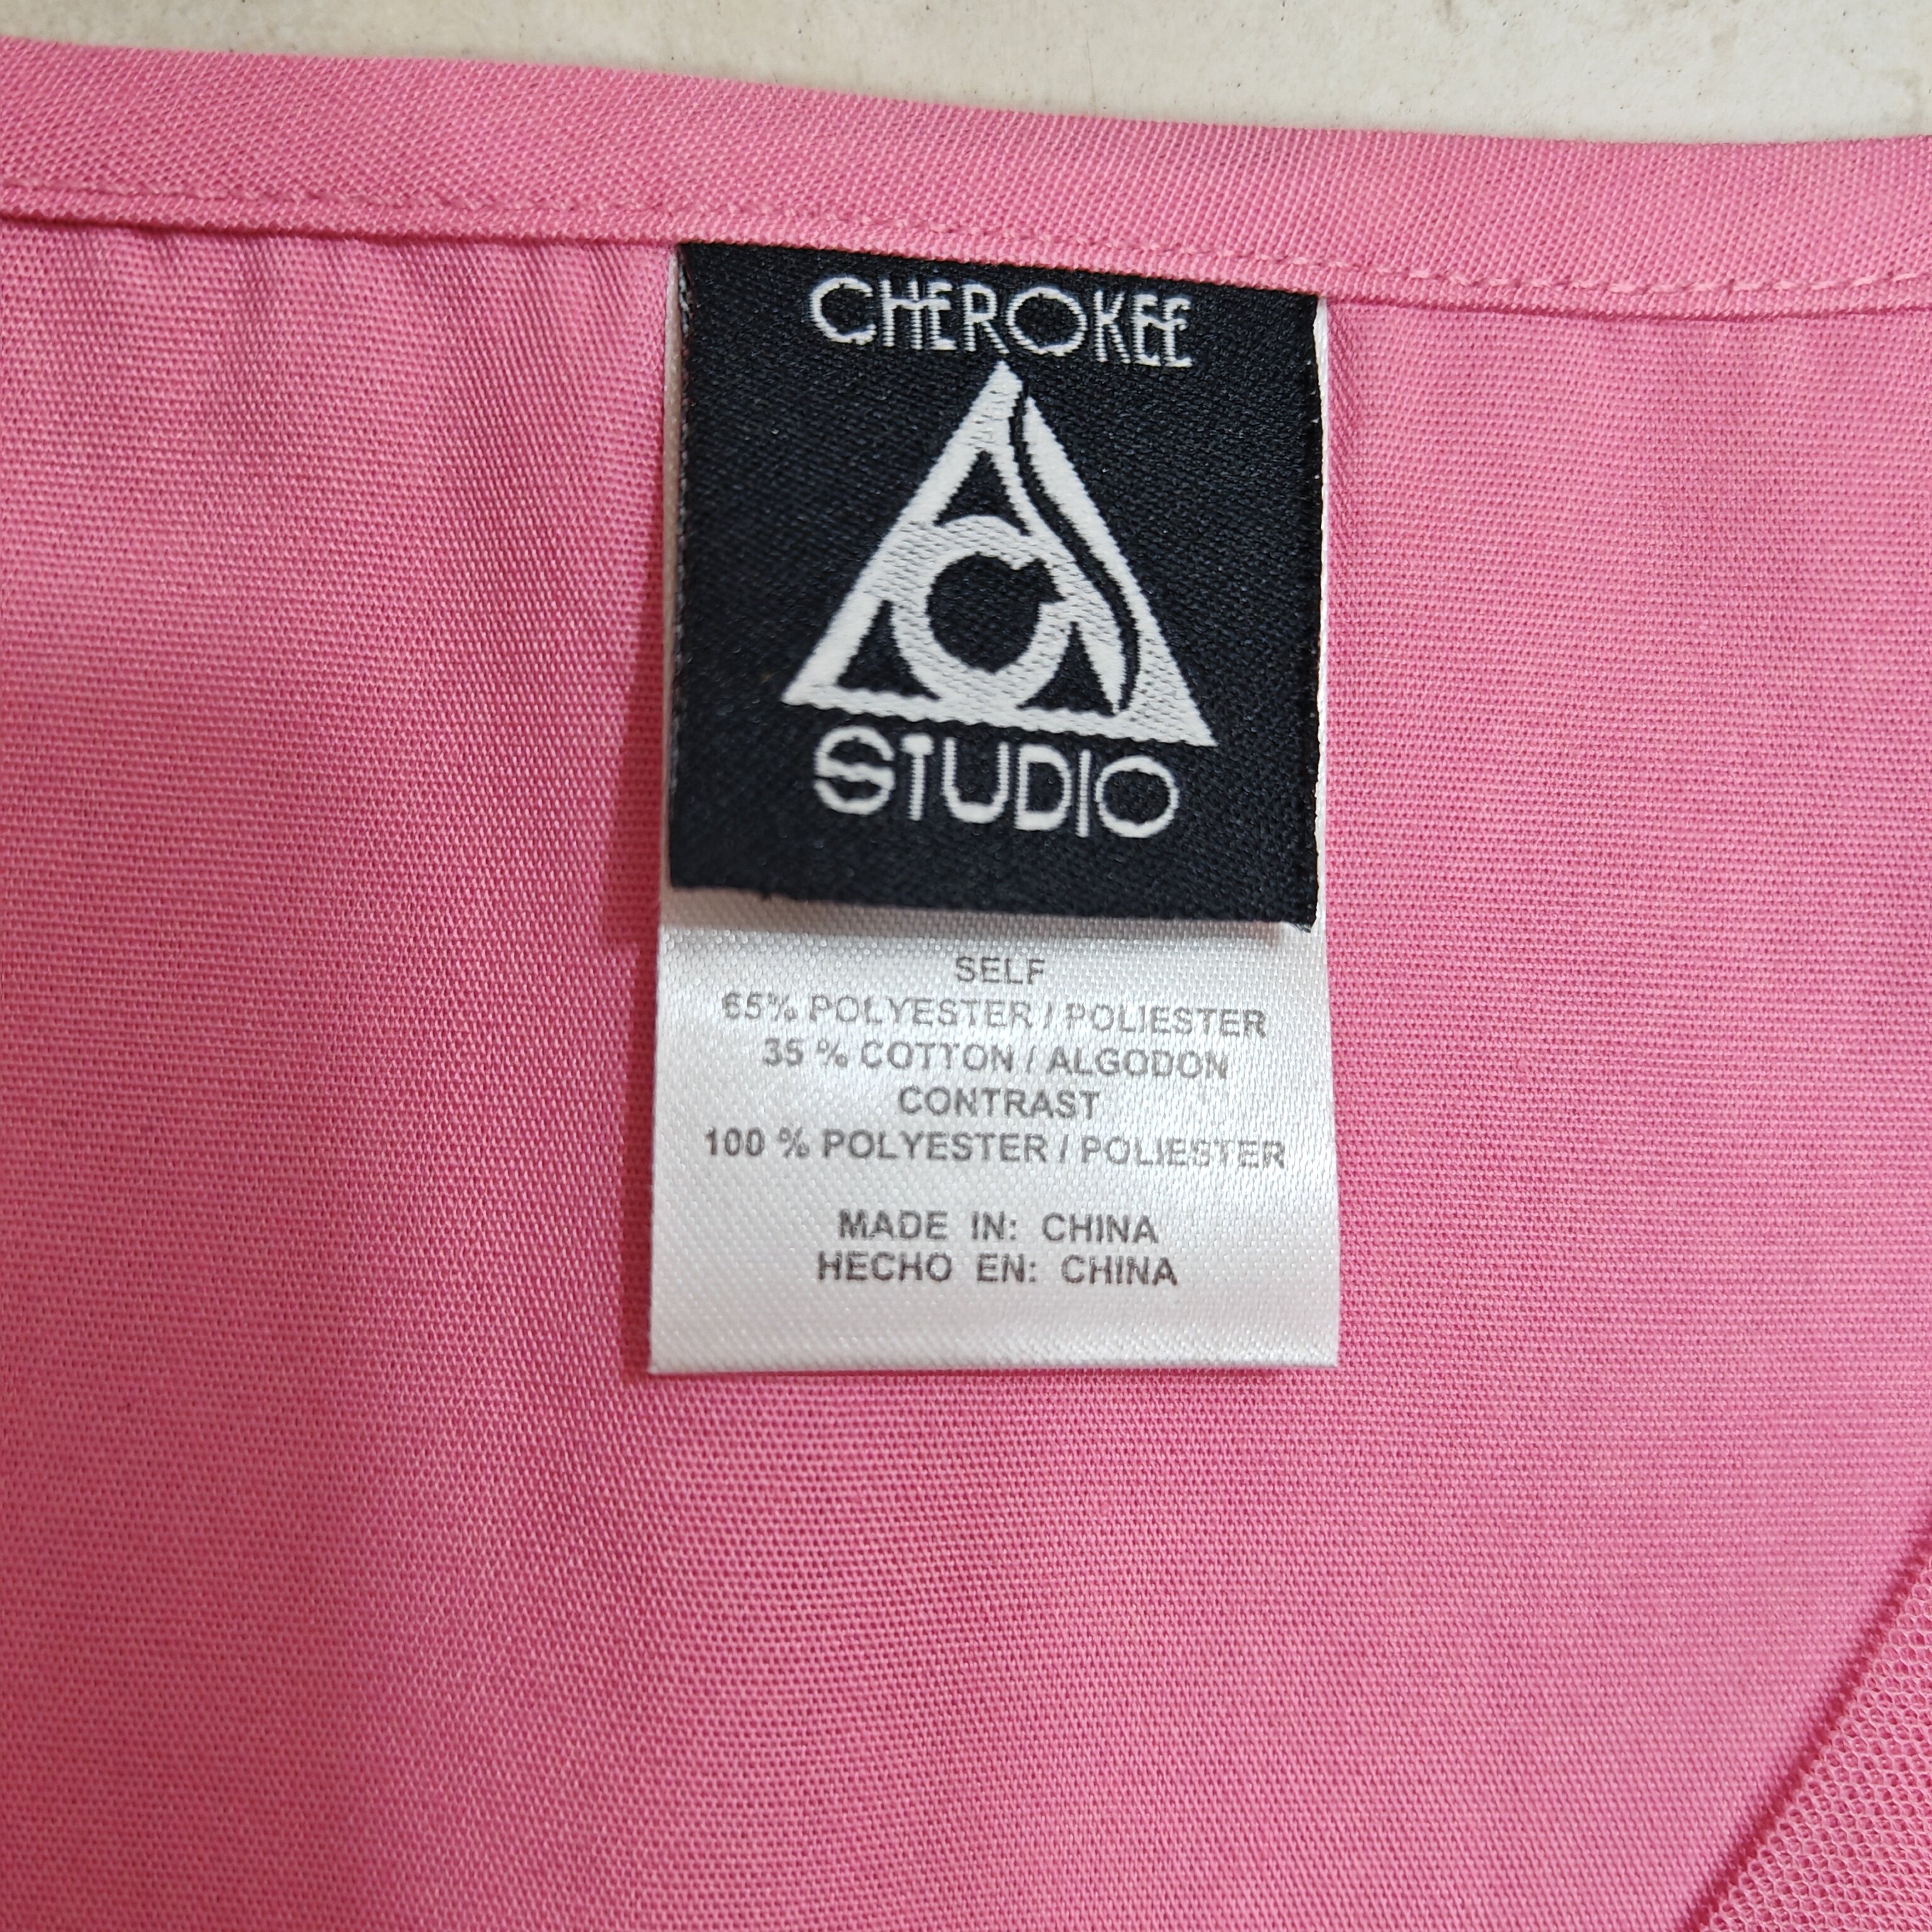 CHEROKEE
STUDIO
SELF
65% POLYESTER / POLIESTER
35 % COTTON / ALGODON
CONTRAST
100 % POLYESTER / POLIESTER
MADE IN: CHINA
HECHO EN: CHINA